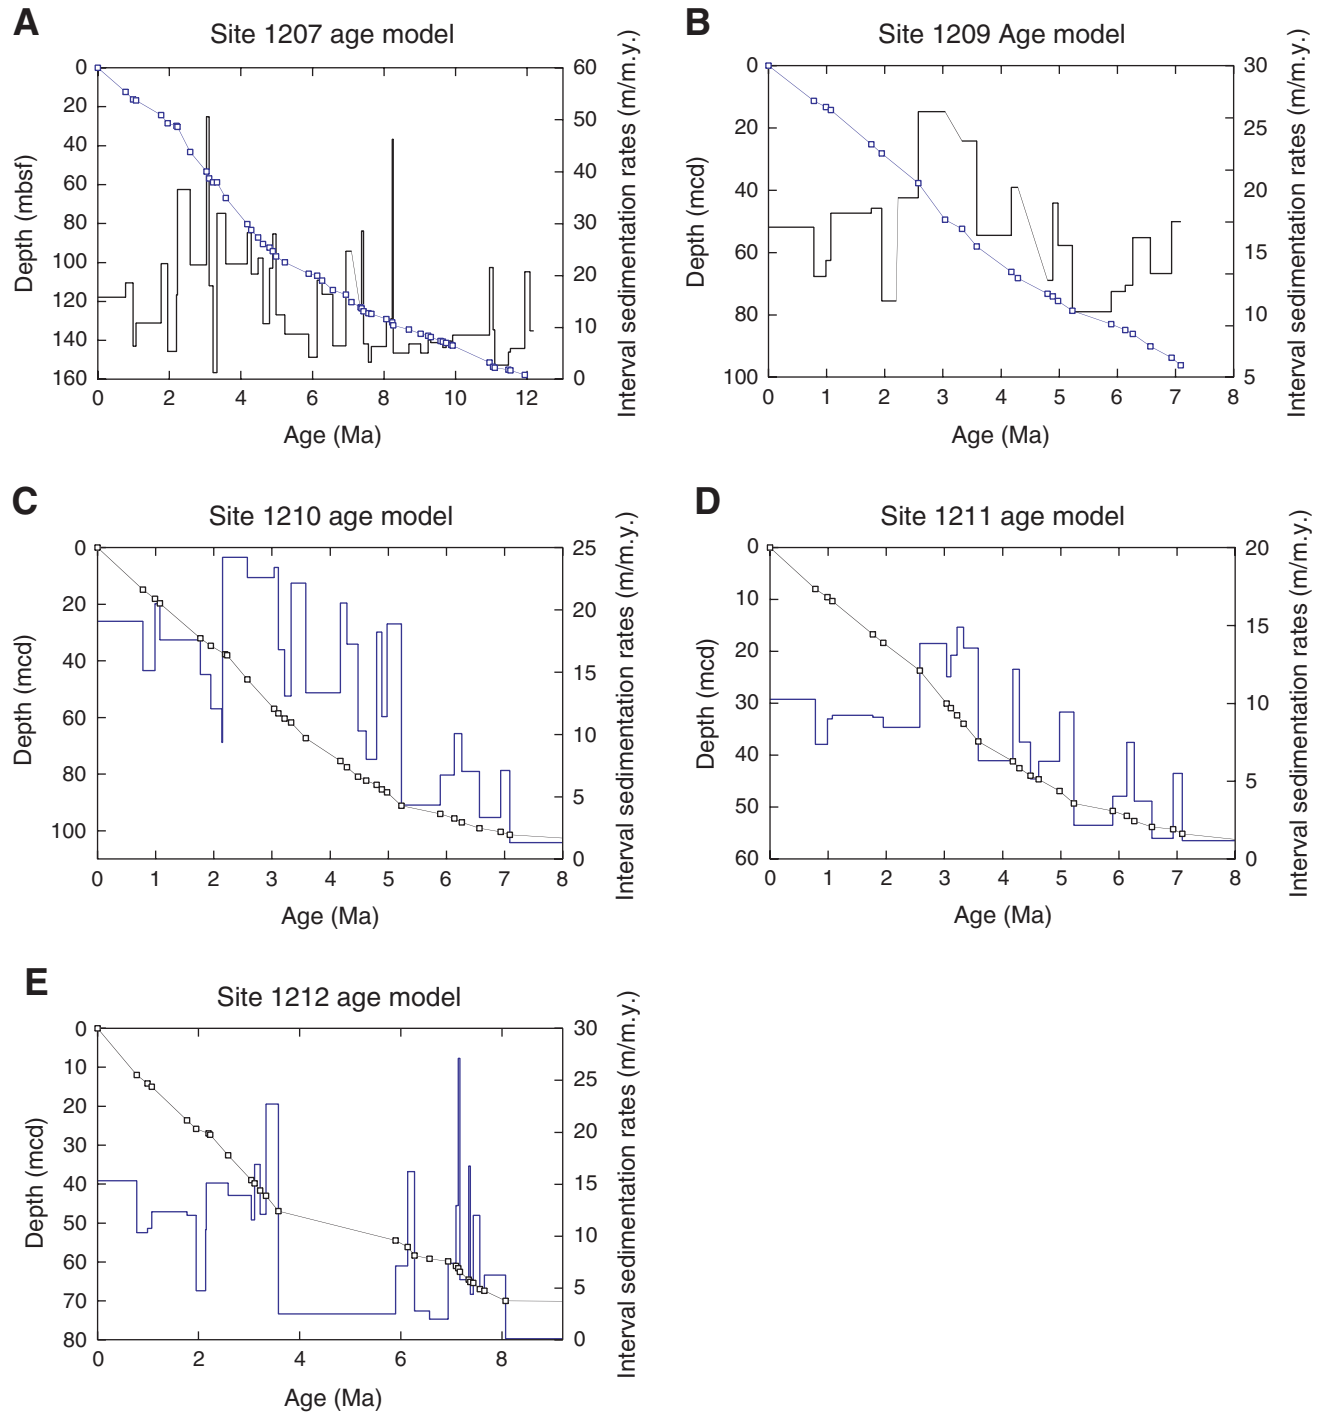 A
Site 1207 age model
0
20
40
60
80
100
120
140
160
Depth (mbsf)
60
50
40
30
20
10
0
Interval sedimentation rates (m/m.y.)
0 2 4 6 8 10 12
Age (Ma)
B
Site 1209 Age model
0
20
40
60
80
100
Depth (mcd)
30
25
20
15
10
5
Interval sedimentation rates (m/m.y.)
0 1 2 3 4 5 6 7 8
Age (Ma)
C
Site 1210 age model
0
20
40
60
80
100
Depth (mcd)
25
20
15
10
5
0
Interval sedimentation rates (m/m.y.)
0 1 2 3 4 5 6 7 8
Age (Ma)
D
Site 1211 age model
0
10
20
30
40
50
60
Depth (mcd)
20
15
10
5
0
Interval sedimentation rates (m/m.y.)
0 1 2 3 4 5 6 7 8
Age (Ma)
E
Site 1212 age model
0
10
20
30
40
50
60
70
80
Depth (mcd)
30
25
20
15
10
5
0
Interval sedimentation rates (m/m.y.)
0 2 4 6 8
Age (Ma)